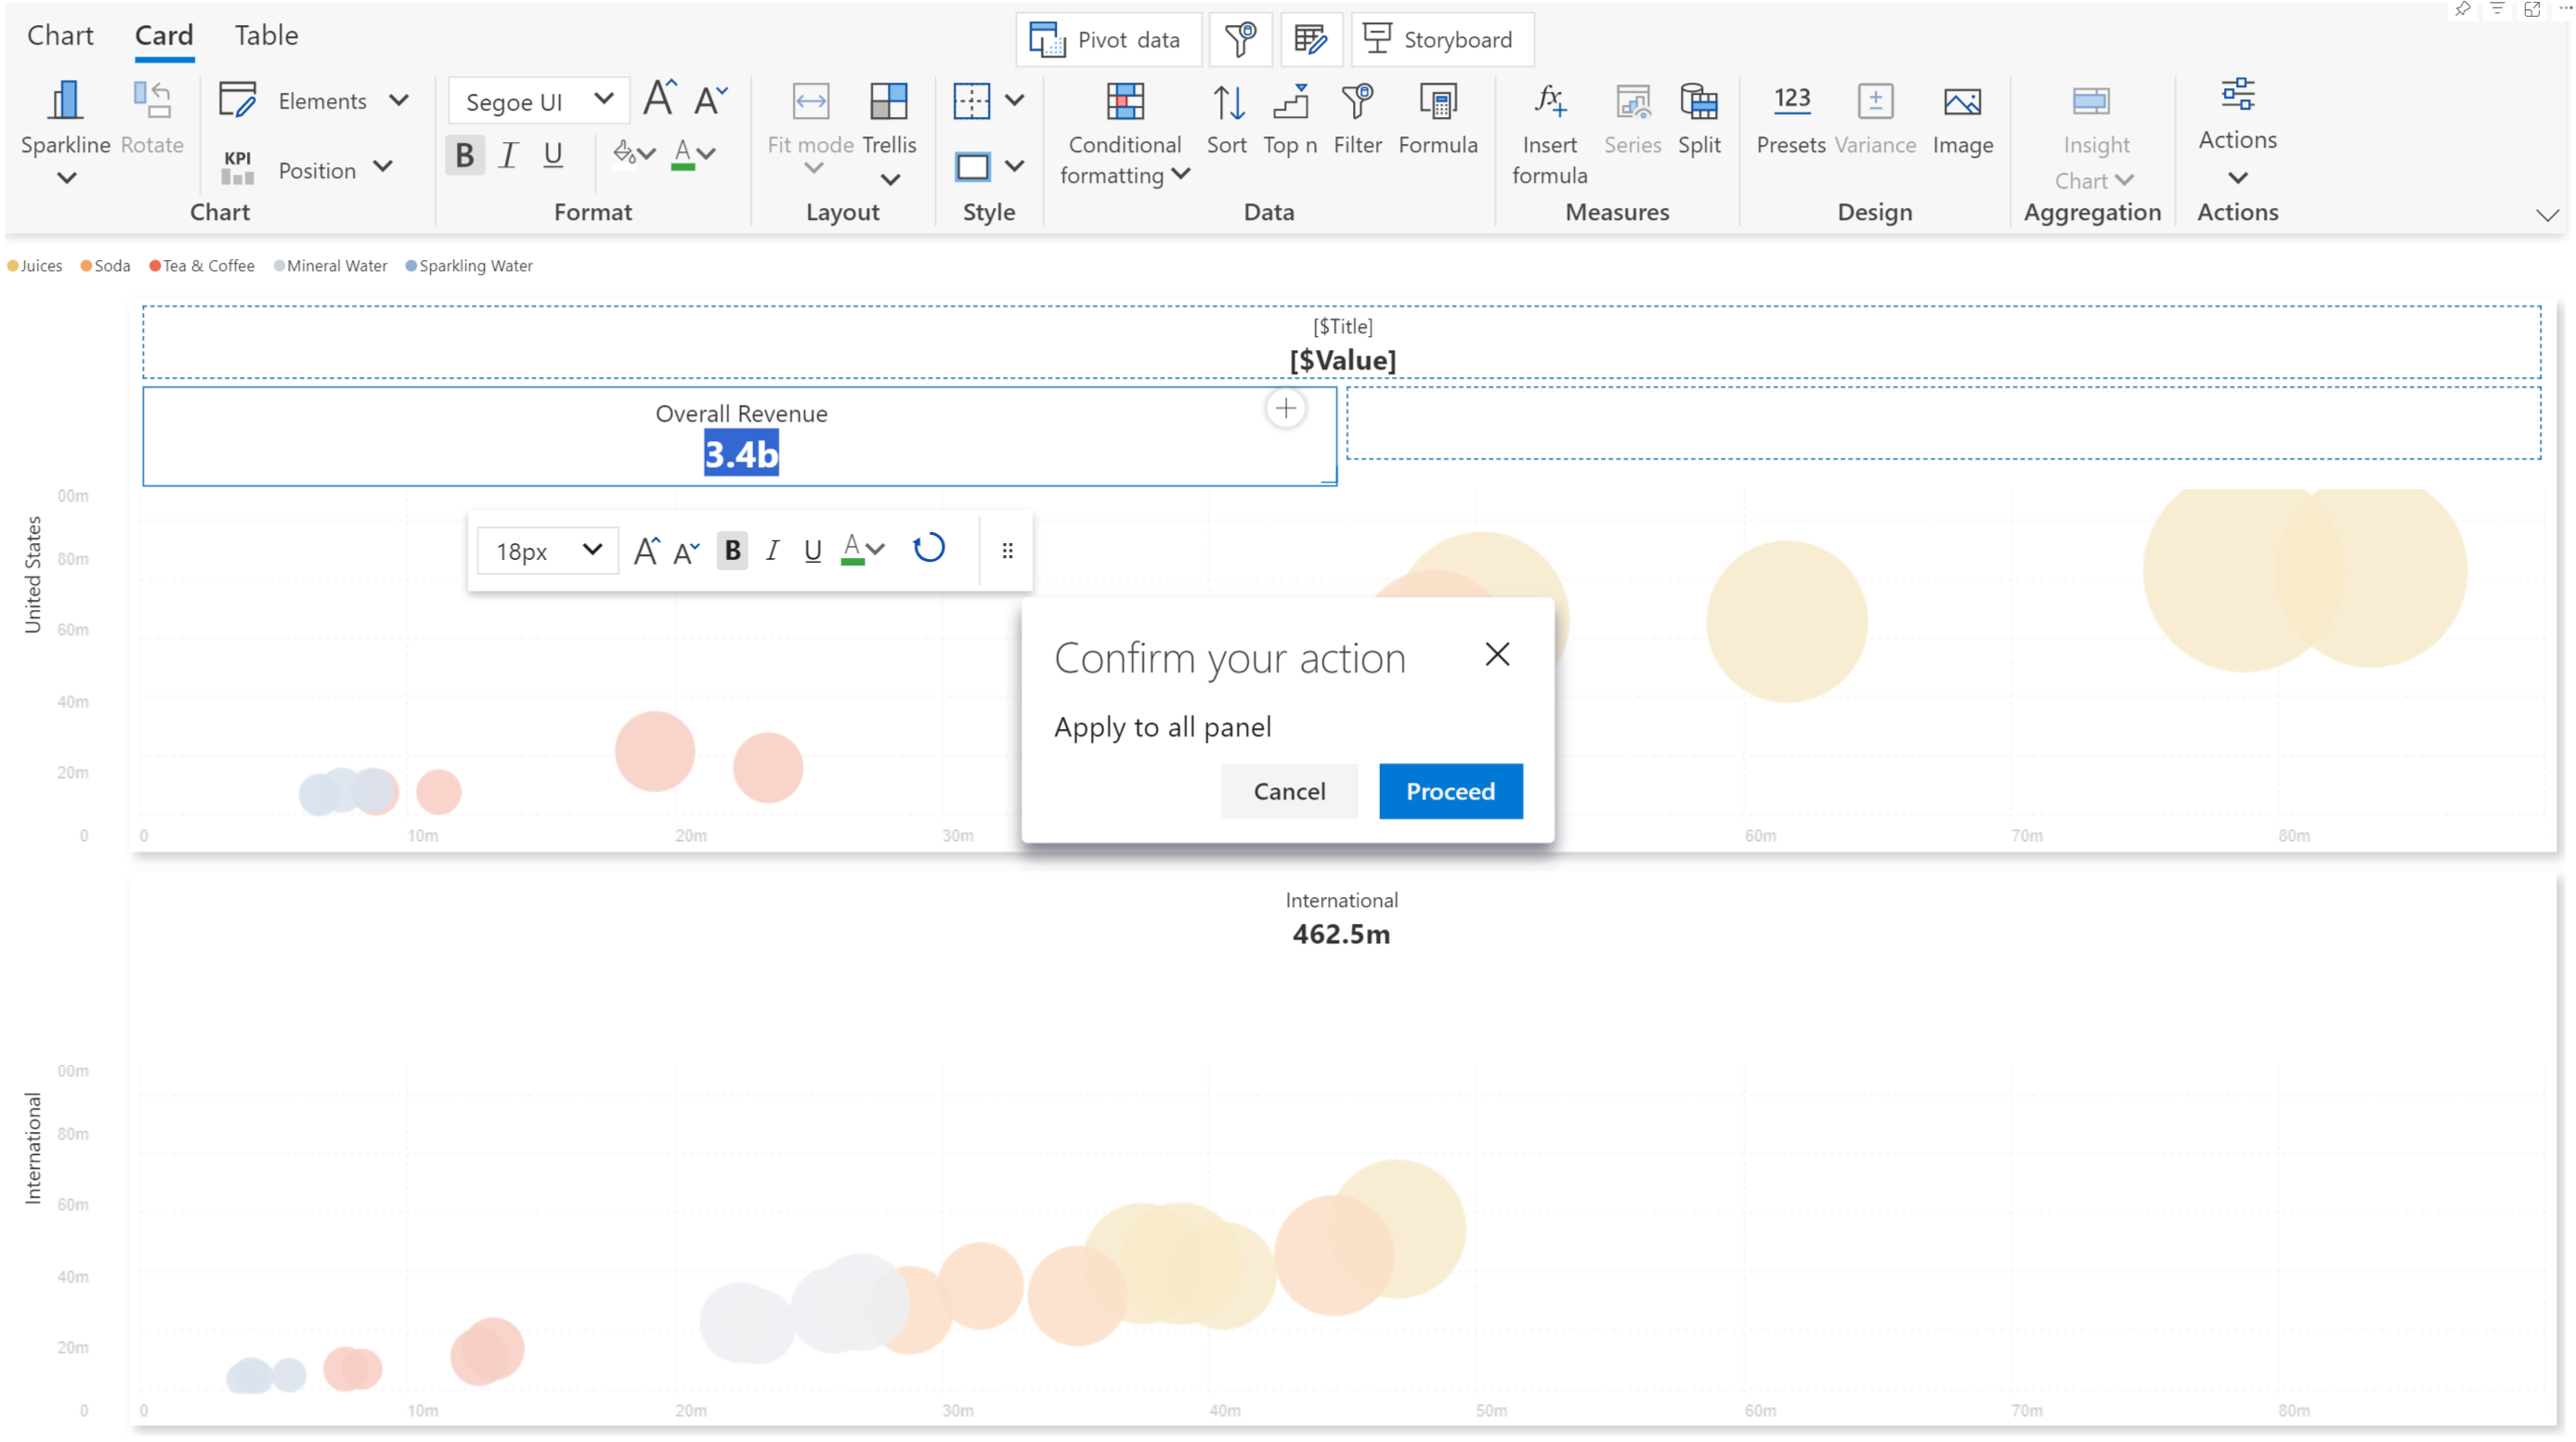 Chart Card Table
Pivot data Storyboard
Sparkline Rotate Elements Position KPI
Segoe UI A A
B I U A
Fit mode Trellis
Conditional formatting Sort Top n Filter Formula
fx Insert formula Series Split
123 Presets Variance Image
Insight Chart
Actions
Chart Format Layout Style Data Measures Design Aggregation Actions
Juices Soda Tea & Coffee Mineral Water Sparkling Water
[$Title]
[$Value]
Overall Revenue
3.4b
18px A A B I U A
Confirm your action
Apply to all panel
Cancel Proceed
United States
00m
80m
60m
40m
20m
0
0 10m 20m 30m 60m 70m 80m
International
462.5m
International
00m
80m
60m
40m
20m
0
0 10m 20m 30m 40m 50m 60m 70m 80m